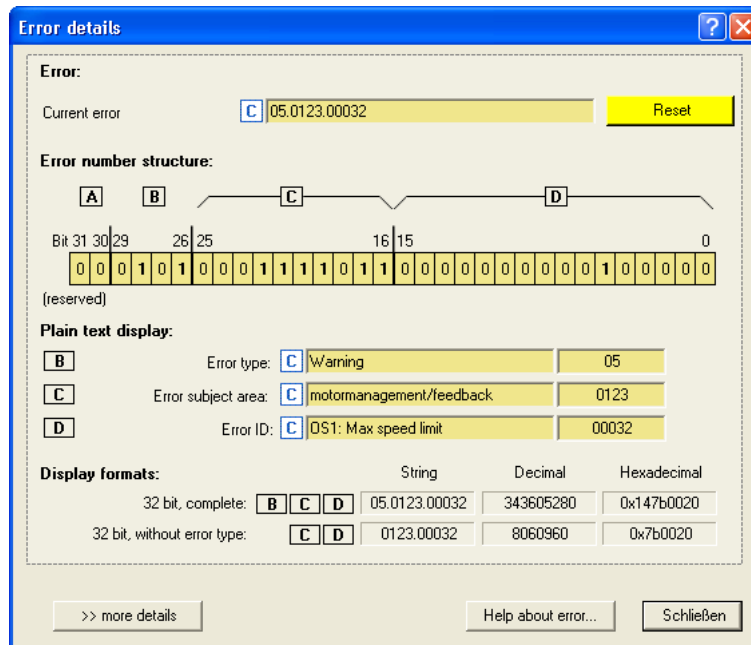 Error details
Error:
Current error C 05.0123.00032 Reset
Error number structure:
A B C D
Bit 31 30 29 26 25 16 15 0
0 0 0 1 0 1 0 0 0 1 1 1 1 0 1 1 0 0 0 0 0 0 0 0 0 0 1 0 0 0 0 0
(reserved)
Plain text display:
B Error type: C Warning 05
C Error subject area: C motormanagement/feedback 0123
D Error ID: C OS1: Max speed limit 00032
Display formats: String Decimal Hexadecimal
32 bit, complete: B C D 05.0123.00032 343605280 0x147b0020
32 bit, without error type: C D 0123.00032 8060960 0x7b0020
>> more details Help about error... Schließen